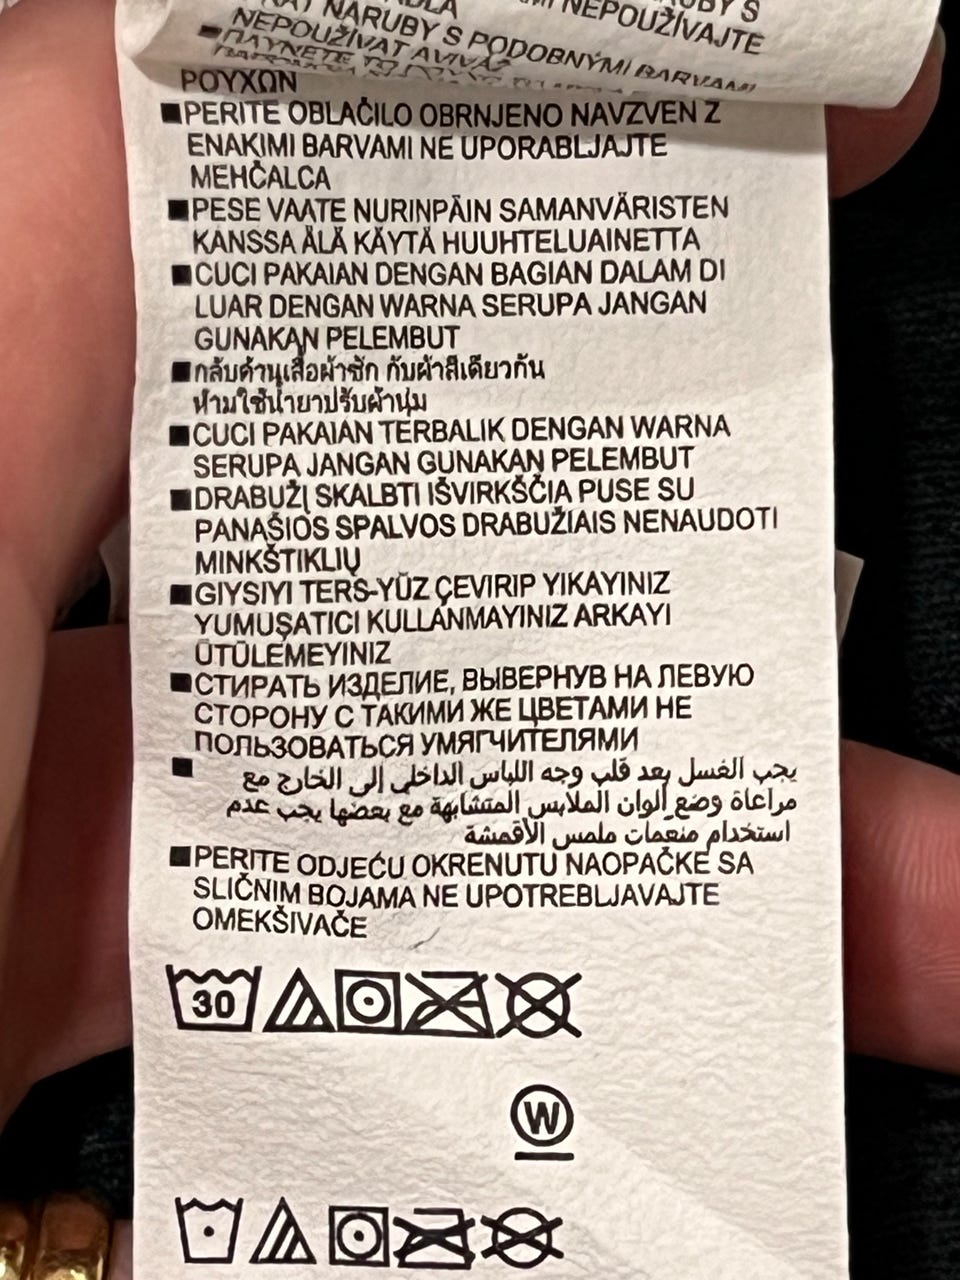 NEPOUŽÍVAJTE
NARUBY S PODOBNÝMI BARVAMI
NEPOUŽÍVAT AVIVÁŽ
ΡΟΥΧΩΝ
■PERITE OBLAČILO OBRNJENO NAVZVEN Z
ENAKIMI BARVAMI NE UPORABLJAJTE
MEHČALCA
■PESE VAATE NURINPÄIN SAMANVÄRISTEN
KANSSA ÄLÄ KÄYTÄ HUUHTELUAINETTA
■CUCI PAKAIAN DENGAN BAGIAN DALAM DI
LUAR DENGAN WARNA SERUPA JANGAN
GUNAKAN PELEMBUT
■กลับด้านเสื้อผ้าซัก กับผ้าสีเดียวกัน
ห้ามใช้น้ำยาปรับผ้านุ่ม
■CUCI PAKAIAN TERBALIK DENGAN WARNA
SERUPA JANGAN GUNAKAN PELEMBUT
■DRABUŽĮ SKALBTI IŠVIRKŠČIA PUSE SU
PANAŠIOS SPALVOS DRABUŽIAIS NENAUDOTI
MINKŠTIKLIŲ
■GIYSIYI TERS-YÜZ ÇEVIRIP YIKAYINIZ
YUMUŞATICI KULLANMAYINIZ ARKAYI
ÜTÜLEMEYINIZ
■СТИРАТЬ ИЗДЕЛИЕ, ВЫВЕРНУВ НА ЛЕВУЮ
СТОРОНУ С ТАКИМИ ЖЕ ЦВЕТАМИ НЕ
ПОЛЬЗОВАТЬСЯ УМЯГЧИТЕЛЯМИ
■ يجب الغسل بعد قلب وجه اللباس الداخلي إلى الخارج مع
مراعاة وضع ألوان الملابس المتشابهة مع بعضها يجب عدم
استخدام منعمات ملمس الأقمشة
■PERITE ODJEĆU OKRENUTU NAOPAČKE SA
SLIČNIM BOJAMA NE UPOTREBLJAVAJTE
OMEKŠIVAČE
30
W